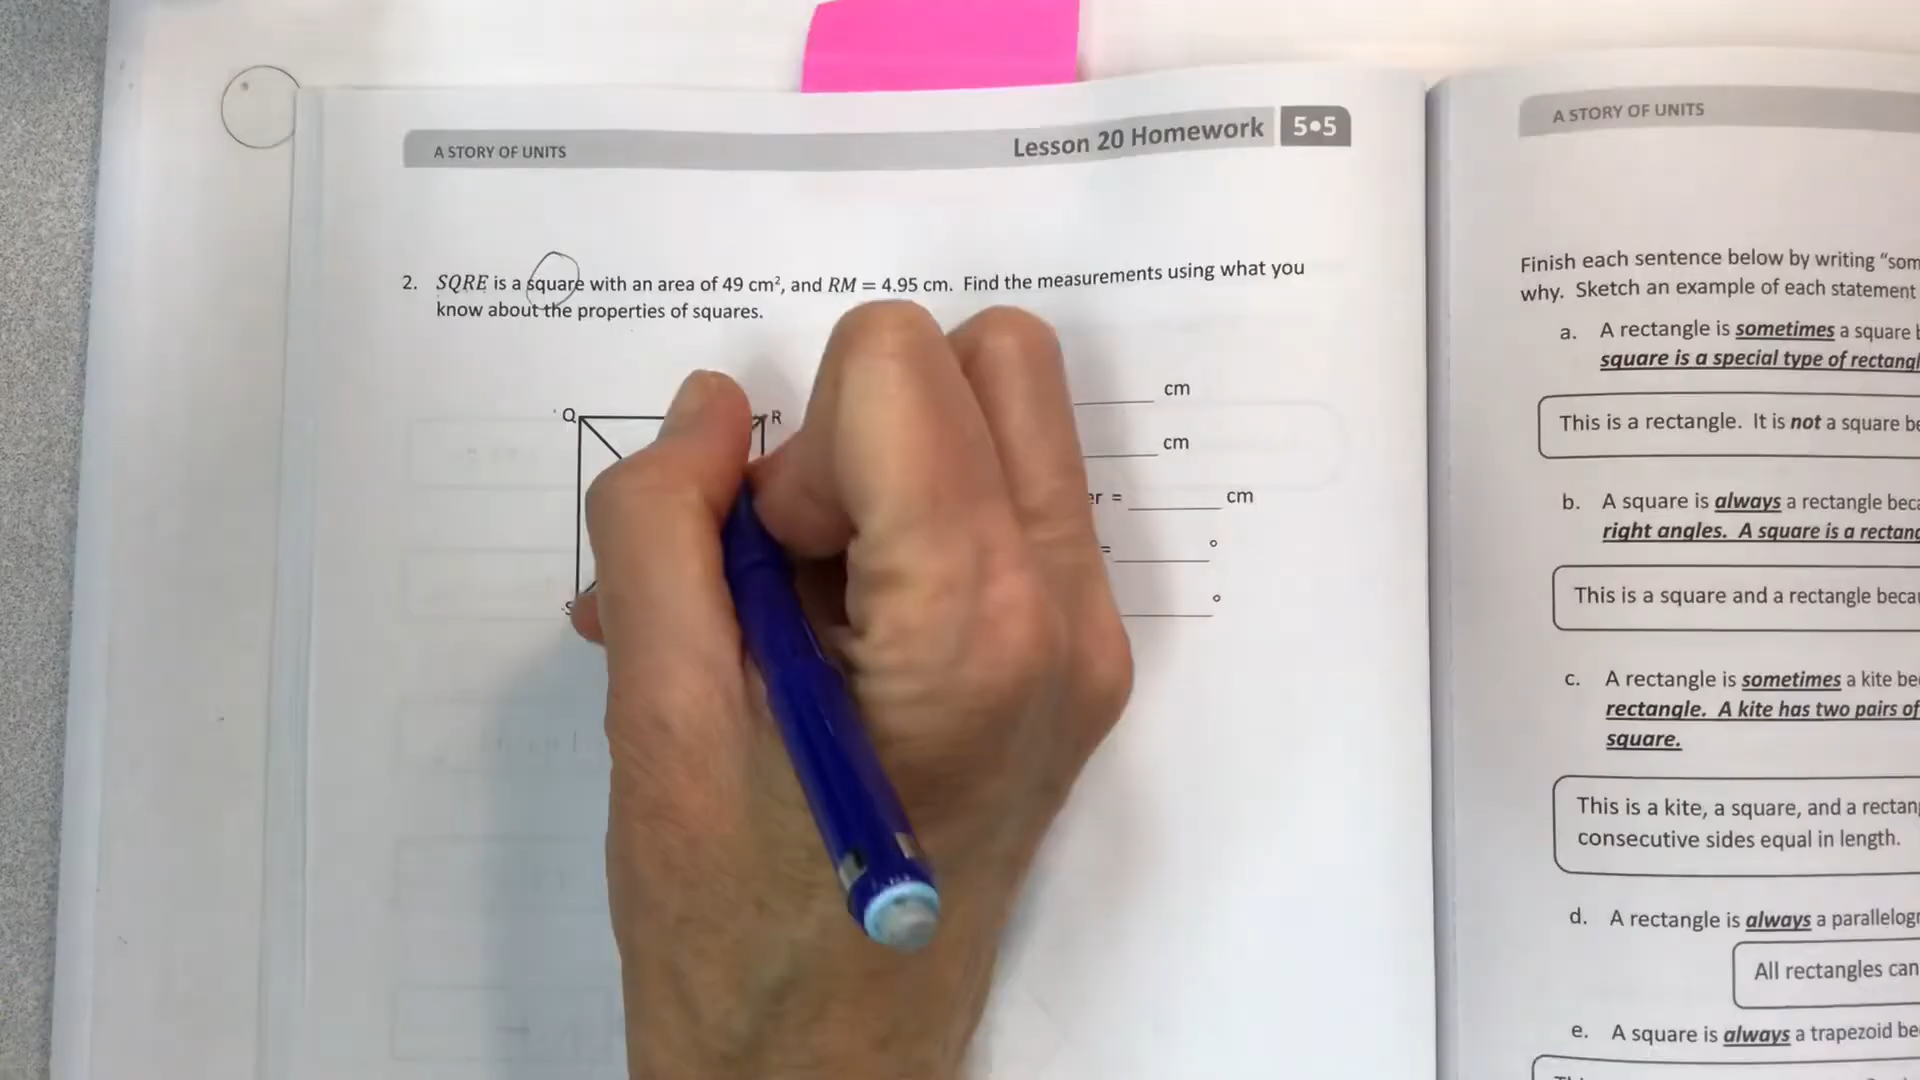 A STORY OF UNITS
Lesson 20 Homework 5•5
2. SQRE is a square with an area of 49 cm², and RM = 4.95 cm. Find the measurements using what you
know about the properties of squares.
Q
R
S
cm
cm
er = ________ cm
= ________ °
________ °
A STORY OF UNITS
Finish each sentence below by writing “som
why. Sketch an example of each statement
a. A rectangle is sometimes a square b
square is a special type of rectangl
This is a rectangle. It is not a square be
b. A square is always a rectangle beca
right angles. A square is a rectang
This is a square and a rectangle becau
c. A rectangle is sometimes a kite be
rectangle. A kite has two pairs of
square.
This is a kite, a square, and a rectan
consecutive sides equal in length.
d. A rectangle is always a parallelogr
All rectangles can
e. A square is always a trapezoid be